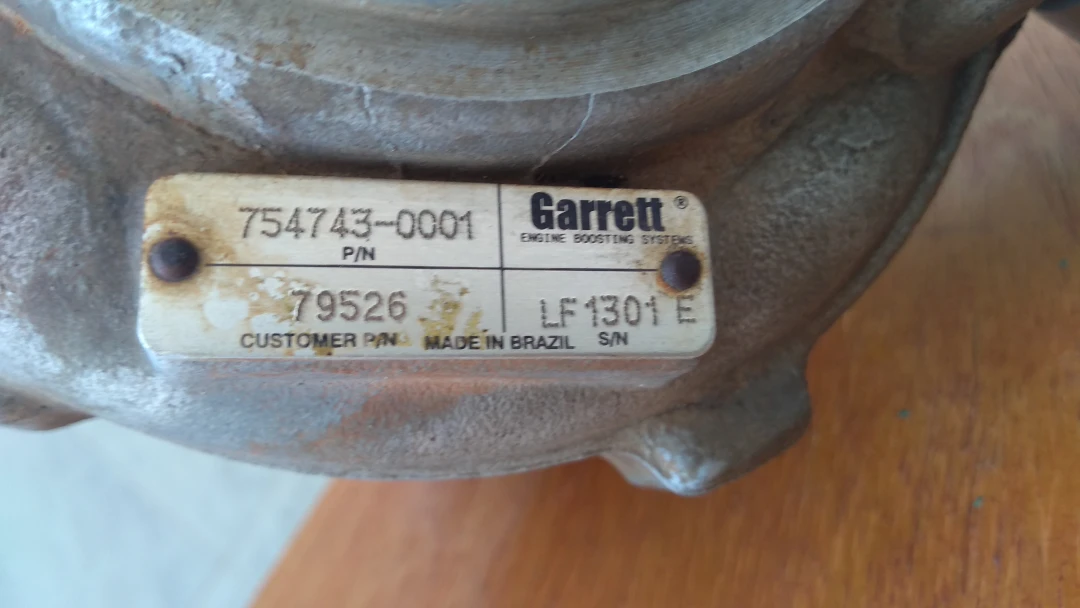 754743-0001
P/N
Garrett®
ENGINE BOOSTING SYSTEMS
79526
CUSTOMER P/N
MADE IN BRAZIL
LF1301 E
S/N